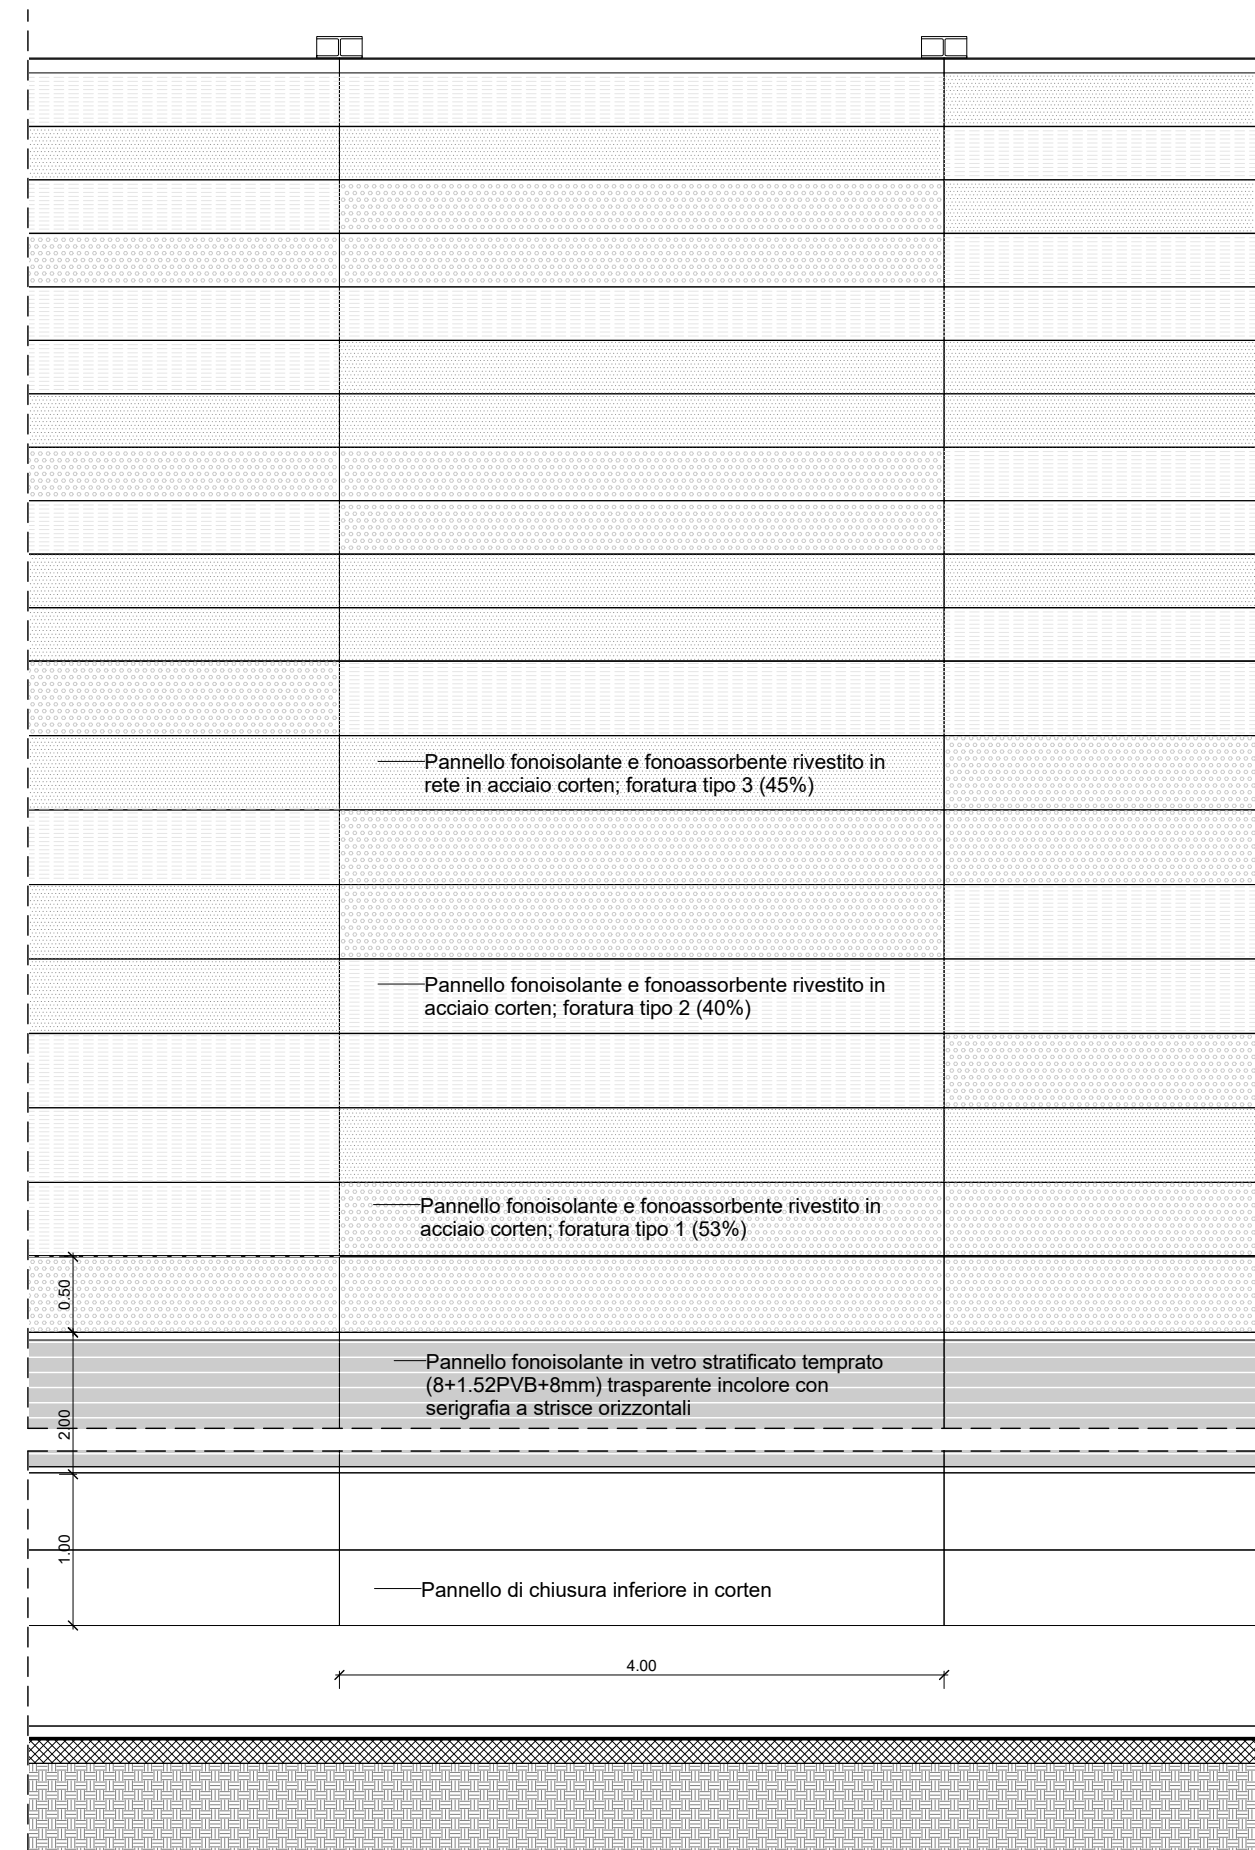 Pannello fonoisolante e fonoassorbente rivestito in
rete in acciaio corten; foratura tipo 3 (45%)
Pannello fonoisolante e fonoassorbente rivestito in
acciaio corten; foratura tipo 2 (40%)
Pannello fonoisolante e fonoassorbente rivestito in
acciaio corten; foratura tipo 1 (53%)
0.50
Pannello fonoisolante in vetro stratificato temprato
(8+1.52PVB+8mm) trasparente incolore con
serigrafia a strisce orizzontali
2.00
1.00
Pannello di chiusura inferiore in corten
4.00